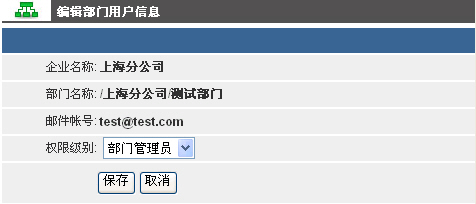 编辑部门用户信息
企业名称: 上海分公司
部门名称: /上海分公司/测试部门
邮件帐号: test@test.com
权限级别: 部门管理员
保存 取消